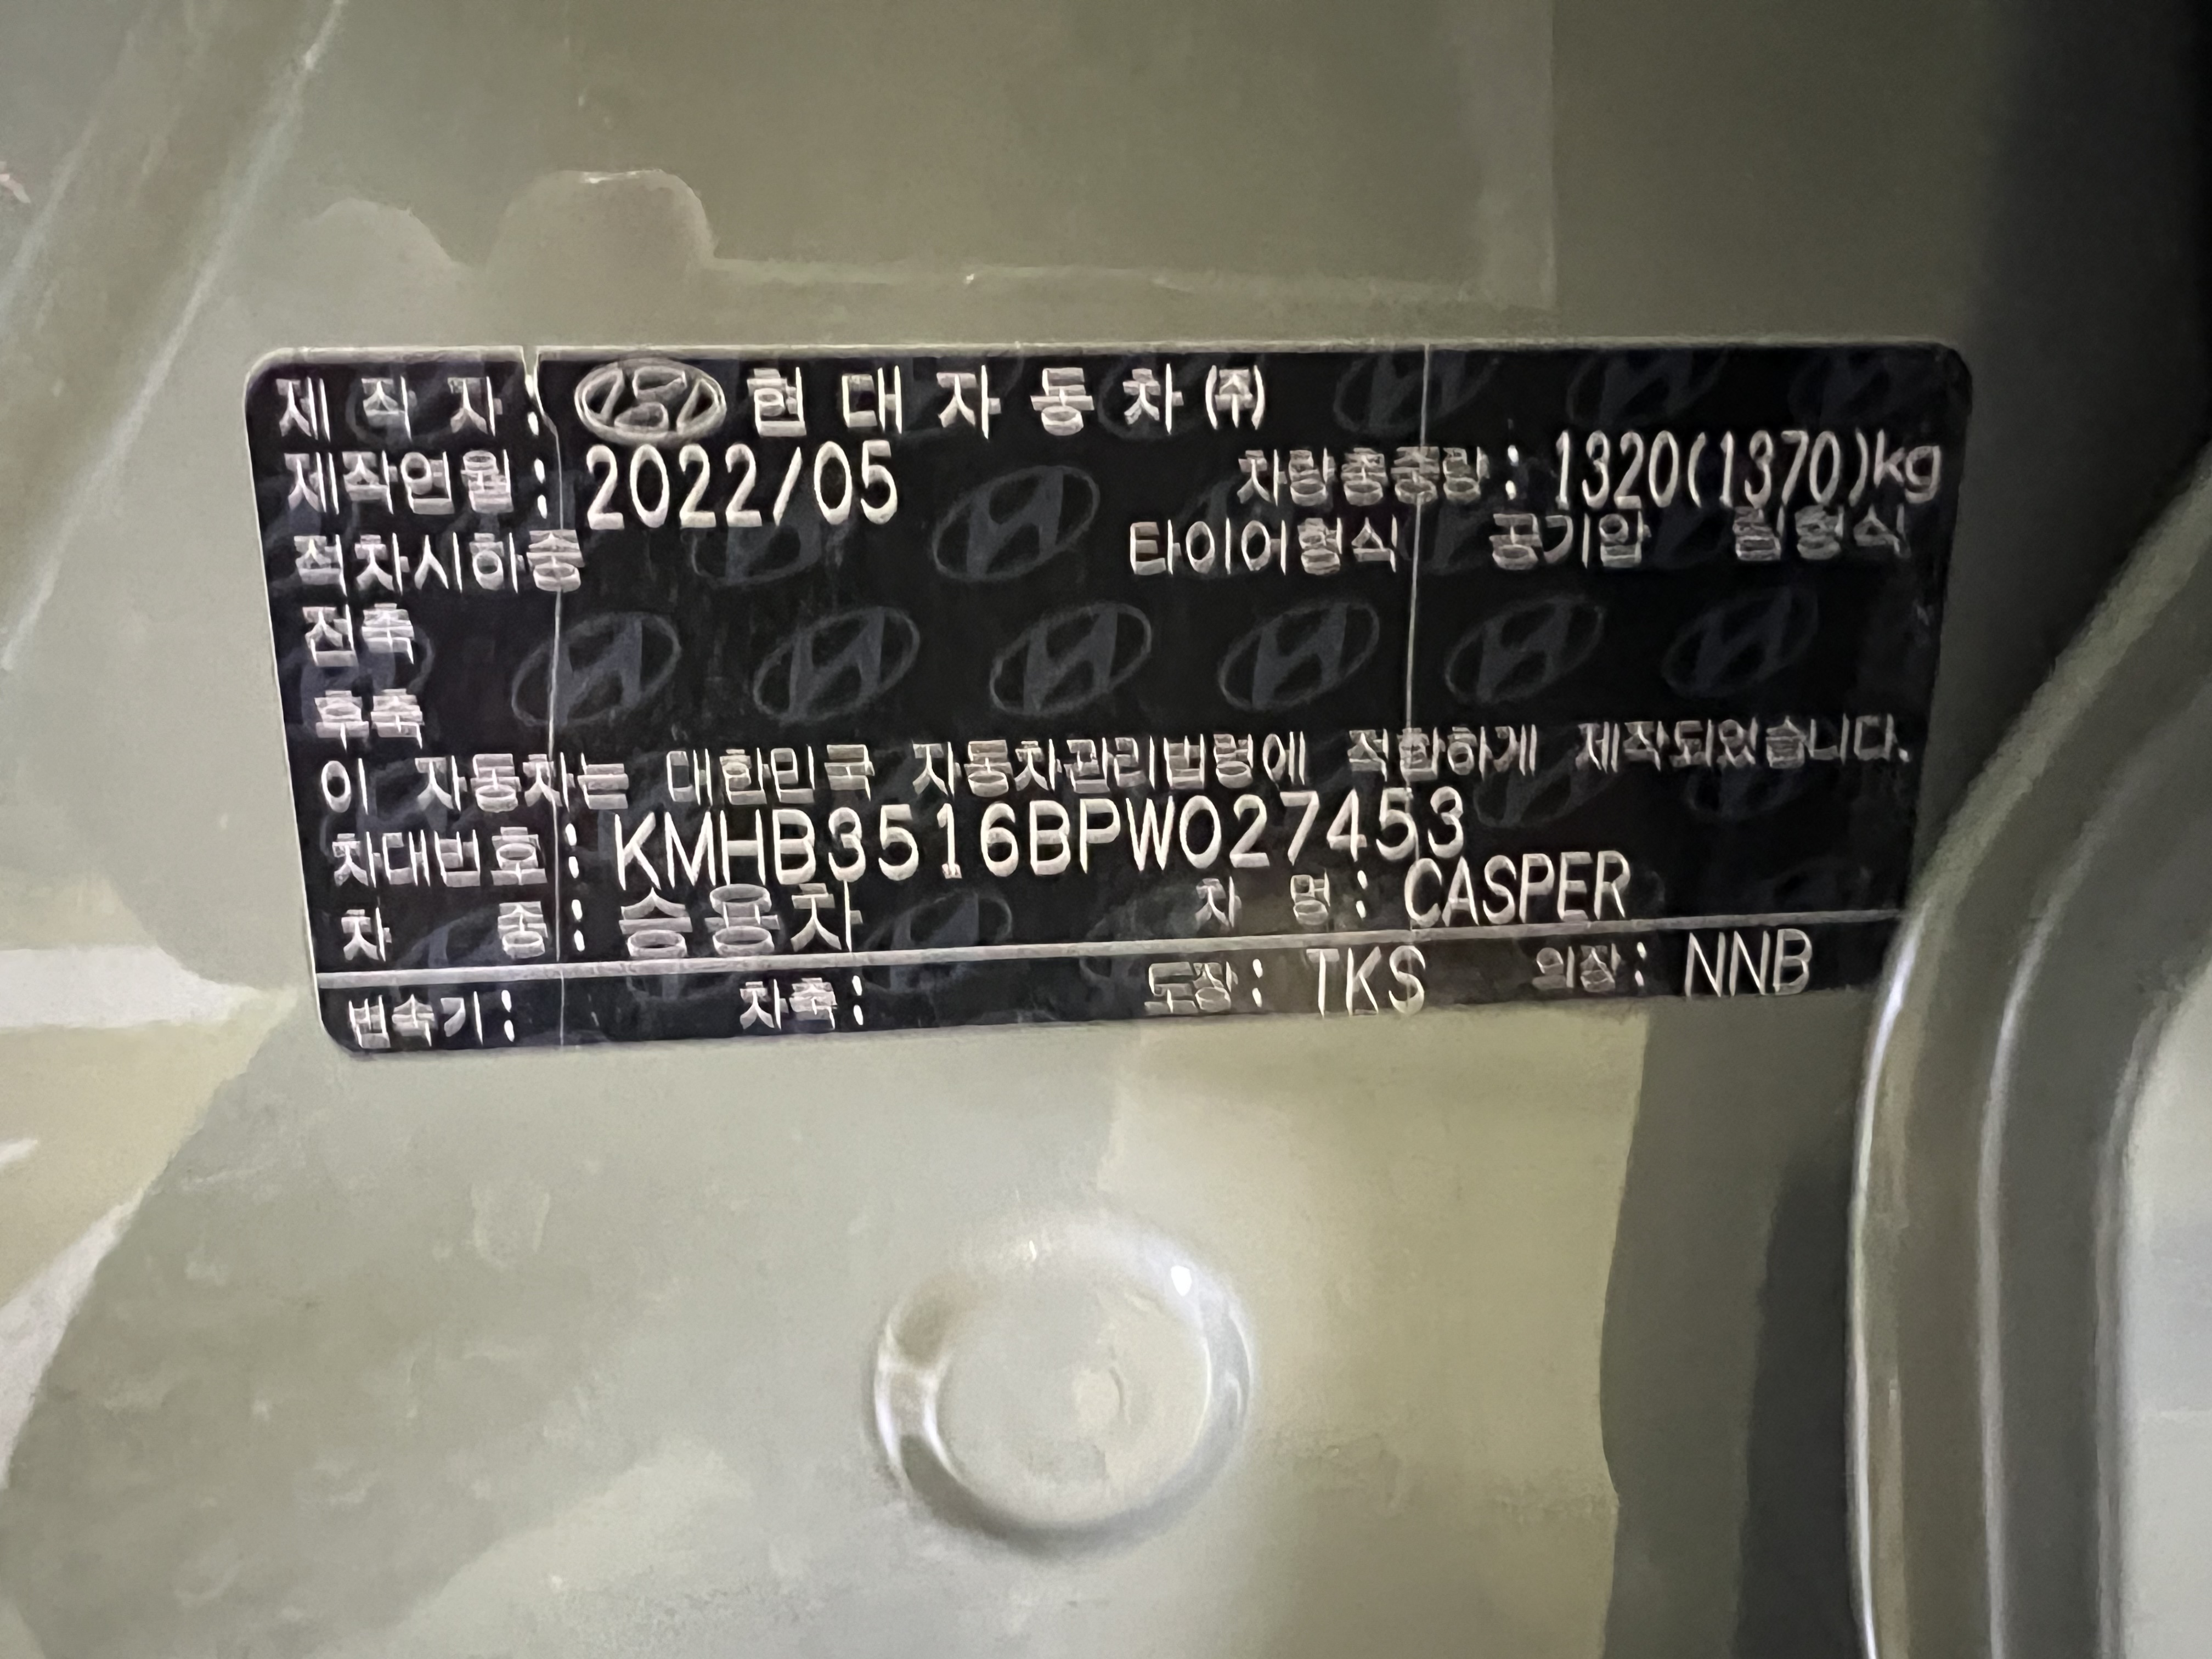 제 작 자 : 현 대 자 동 차 ㈜
제작연월 : 2022/05 차량총중량 : 1320(1370)kg
적차시하중 타이어형식 공기압 림형식
전축
후축
이 자동차는 대한민국 자동차관리법령에 적합하게 제작되었습니다.
차대번호 : KMHB3516BPW027453
차 종 : 승용차 차 명 : CASPER
변속기 : 차축 : 도장 : TKS 의장 : NNB